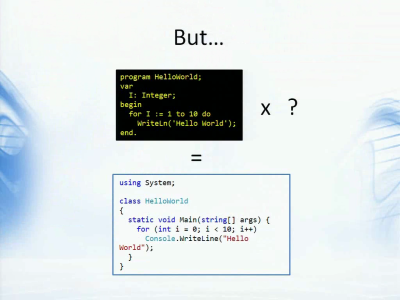 But...
program HelloWorld;
var
I: Integer;
begin
for I := 1 to 10 do
WriteLn('Hello World');
end.
x ?
=
using System;
class HelloWorld
{
static void Main(string[] args) {
for (int i = 0; i < 10; i++)
Console.WriteLine("Hello
World");
}
}